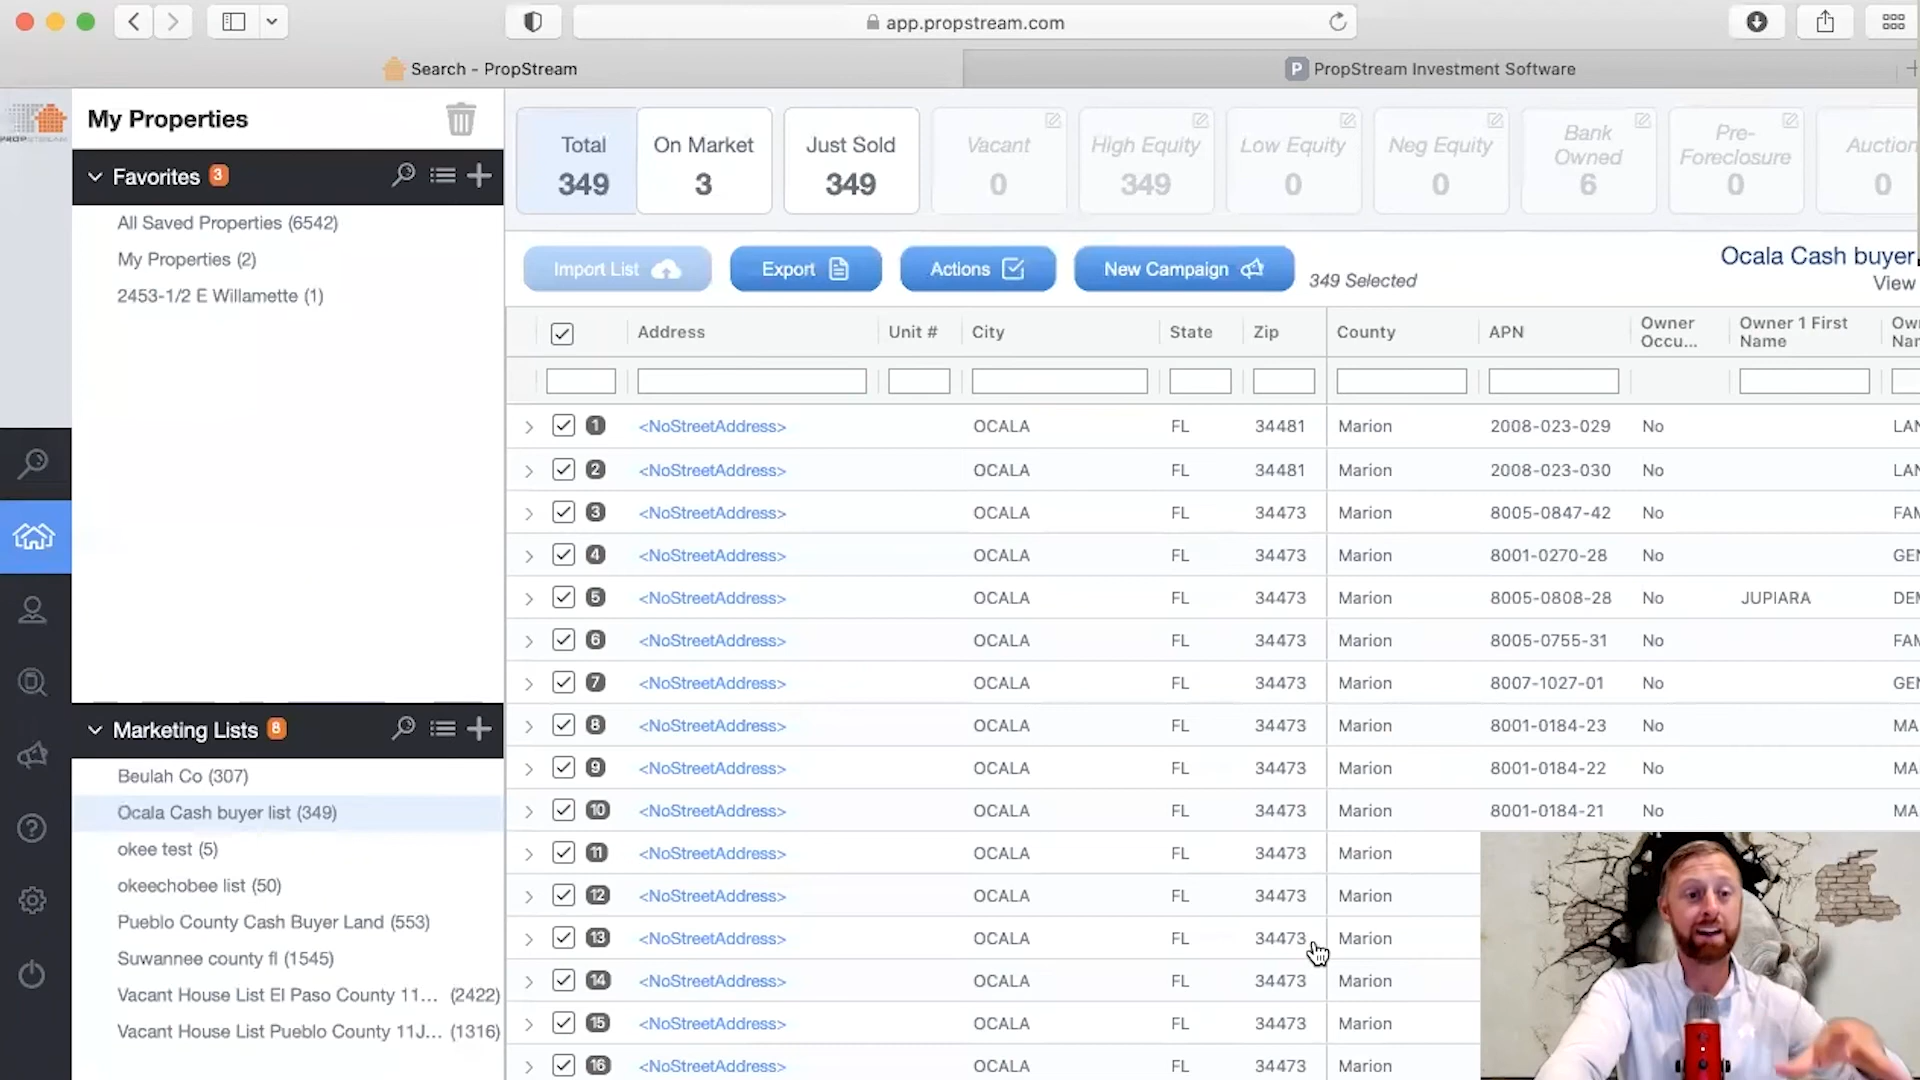 app.propstream.com
Search - PropStream
P PropStream Investment Software
My Properties
Favorites 3
All Saved Properties (6542)
My Properties (2)
2453-1/2 E Willamette (1)
Marketing Lists 8
Beulah Co (307)
Ocala Cash buyer list (349)
okee test (5)
okeechobee list (50)
Pueblo County Cash Buyer Land (553)
Suwannee county fl (1545)
Vacant House List El Paso County 11... (2422)
Vacant House List Pueblo County 11J... (1316)
Total 349
On Market 3
Just Sold 349
Vacant 0
High Equity 349
Low Equity 0
Neg Equity 0
Bank Owned 6
Pre-Foreclosure 0
Auction 0
Import List
Export
Actions
New Campaign
349 Selected
Ocala Cash buyer
View
Address Unit # City State Zip County APN Owner Occu... Owner 1 First Name
1 <NoStreetAddress> OCALA FL 34481 Marion 2008-023-029 No LAN
2 <NoStreetAddress> OCALA FL 34481 Marion 2008-023-030 No LAN
3 <NoStreetAddress> OCALA FL 34473 Marion 8005-0847-42 No FAM
4 <NoStreetAddress> OCALA FL 34473 Marion 8001-0270-28 No GEN
5 <NoStreetAddress> OCALA FL 34473 Marion 8005-0808-28 No JUPIARA DEM
6 <NoStreetAddress> OCALA FL 34473 Marion 8005-0755-31 No FAM
7 <NoStreetAddress> OCALA FL 34473 Marion 8007-1027-01 No GEN
8 <NoStreetAddress> OCALA FL 34473 Marion 8001-0184-23 No MA
9 <NoStreetAddress> OCALA FL 34473 Marion 8001-0184-22 No MA
10 <NoStreetAddress> OCALA FL 34473 Marion 8001-0184-21 No MA
11 <NoStreetAddress> OCALA FL 34473 Marion
12 <NoStreetAddress> OCALA FL 34473 Marion
13 <NoStreetAddress> OCALA FL 34473 Marion
14 <NoStreetAddress> OCALA FL 34473 Marion
15 <NoStreetAddress> OCALA FL 34473 Marion
16 <NoStreetAddress> OCALA FL 34473 Marion